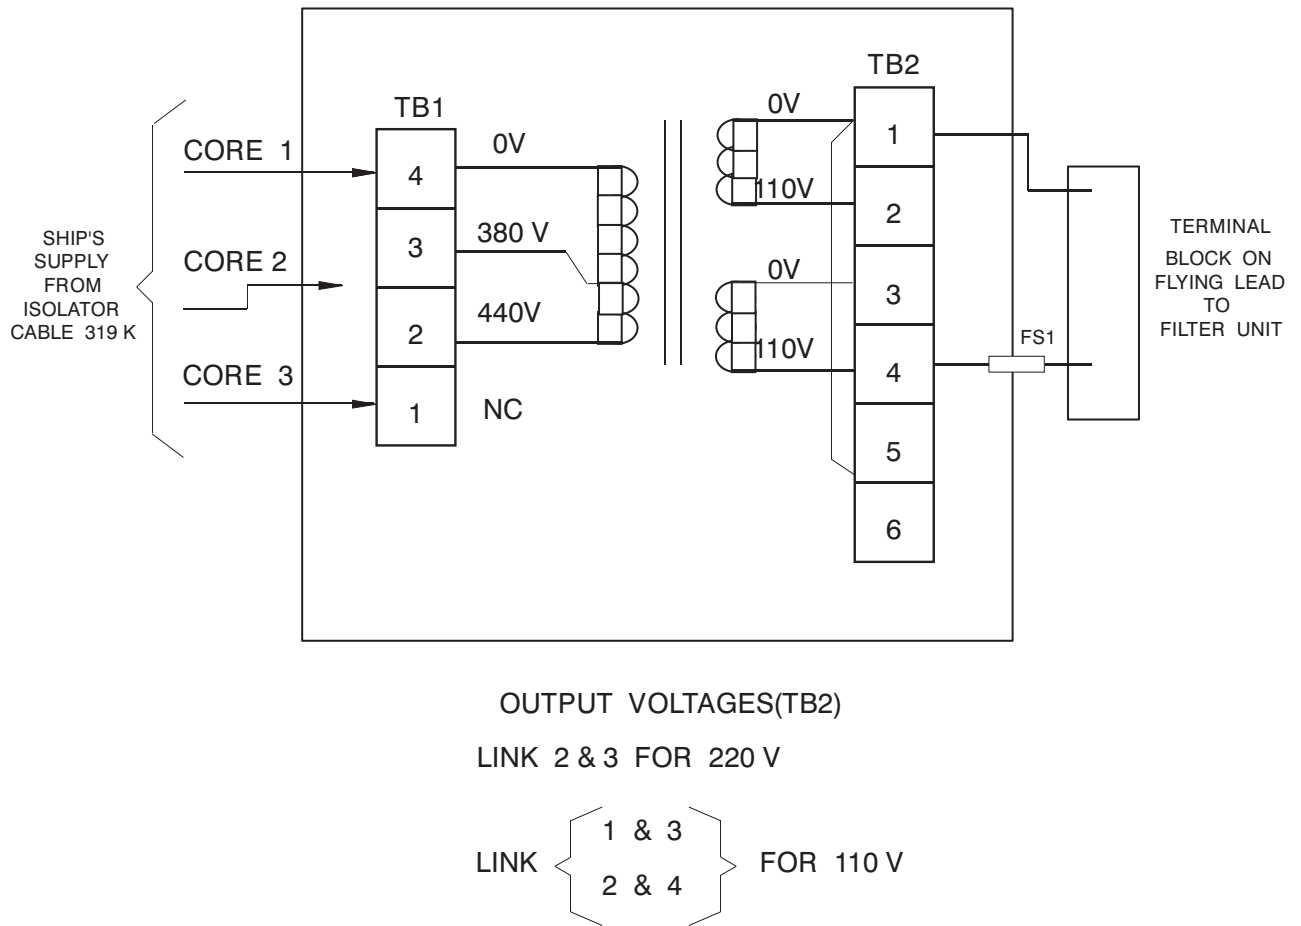 TB2
0V
TB1
CORE 1
0V
1
4
110V
2
SHIP'S
SUPPLY
FROM
ISOLATOR
CABLE 319 K
380 V
3
CORE 2
0V
3
TERMINAL
BLOCK ON
FLYING LEAD
TO
FILTER UNIT
440V
2
110V
FS1
4
CORE 3
1
NC
5
6
OUTPUT VOLTAGES(TB2)
LINK 2 & 3 FOR 220 V
1 & 3
LINK
FOR 110 V
2 & 4